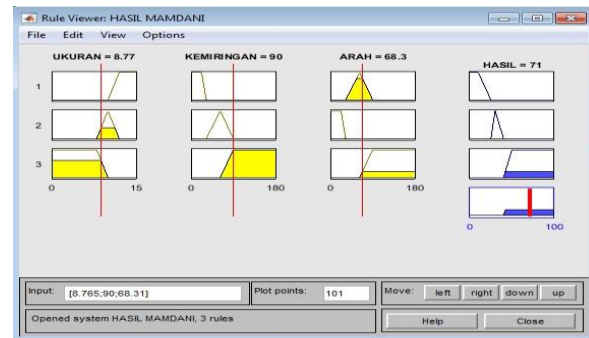 Rule Viewer: HASIL MAMDANI
File Edit View Options
UKURAN = 8.77 KEMIRINGAN = 90 ARAH = 68.3 HASIL = 71
1
2
3
0 15 0 180 0 180
0 100
Input: [8.765;90;68.31] Plot points: 101 Move: left right down up
Opened system HASIL MAMDANI, 3 rules Help Close